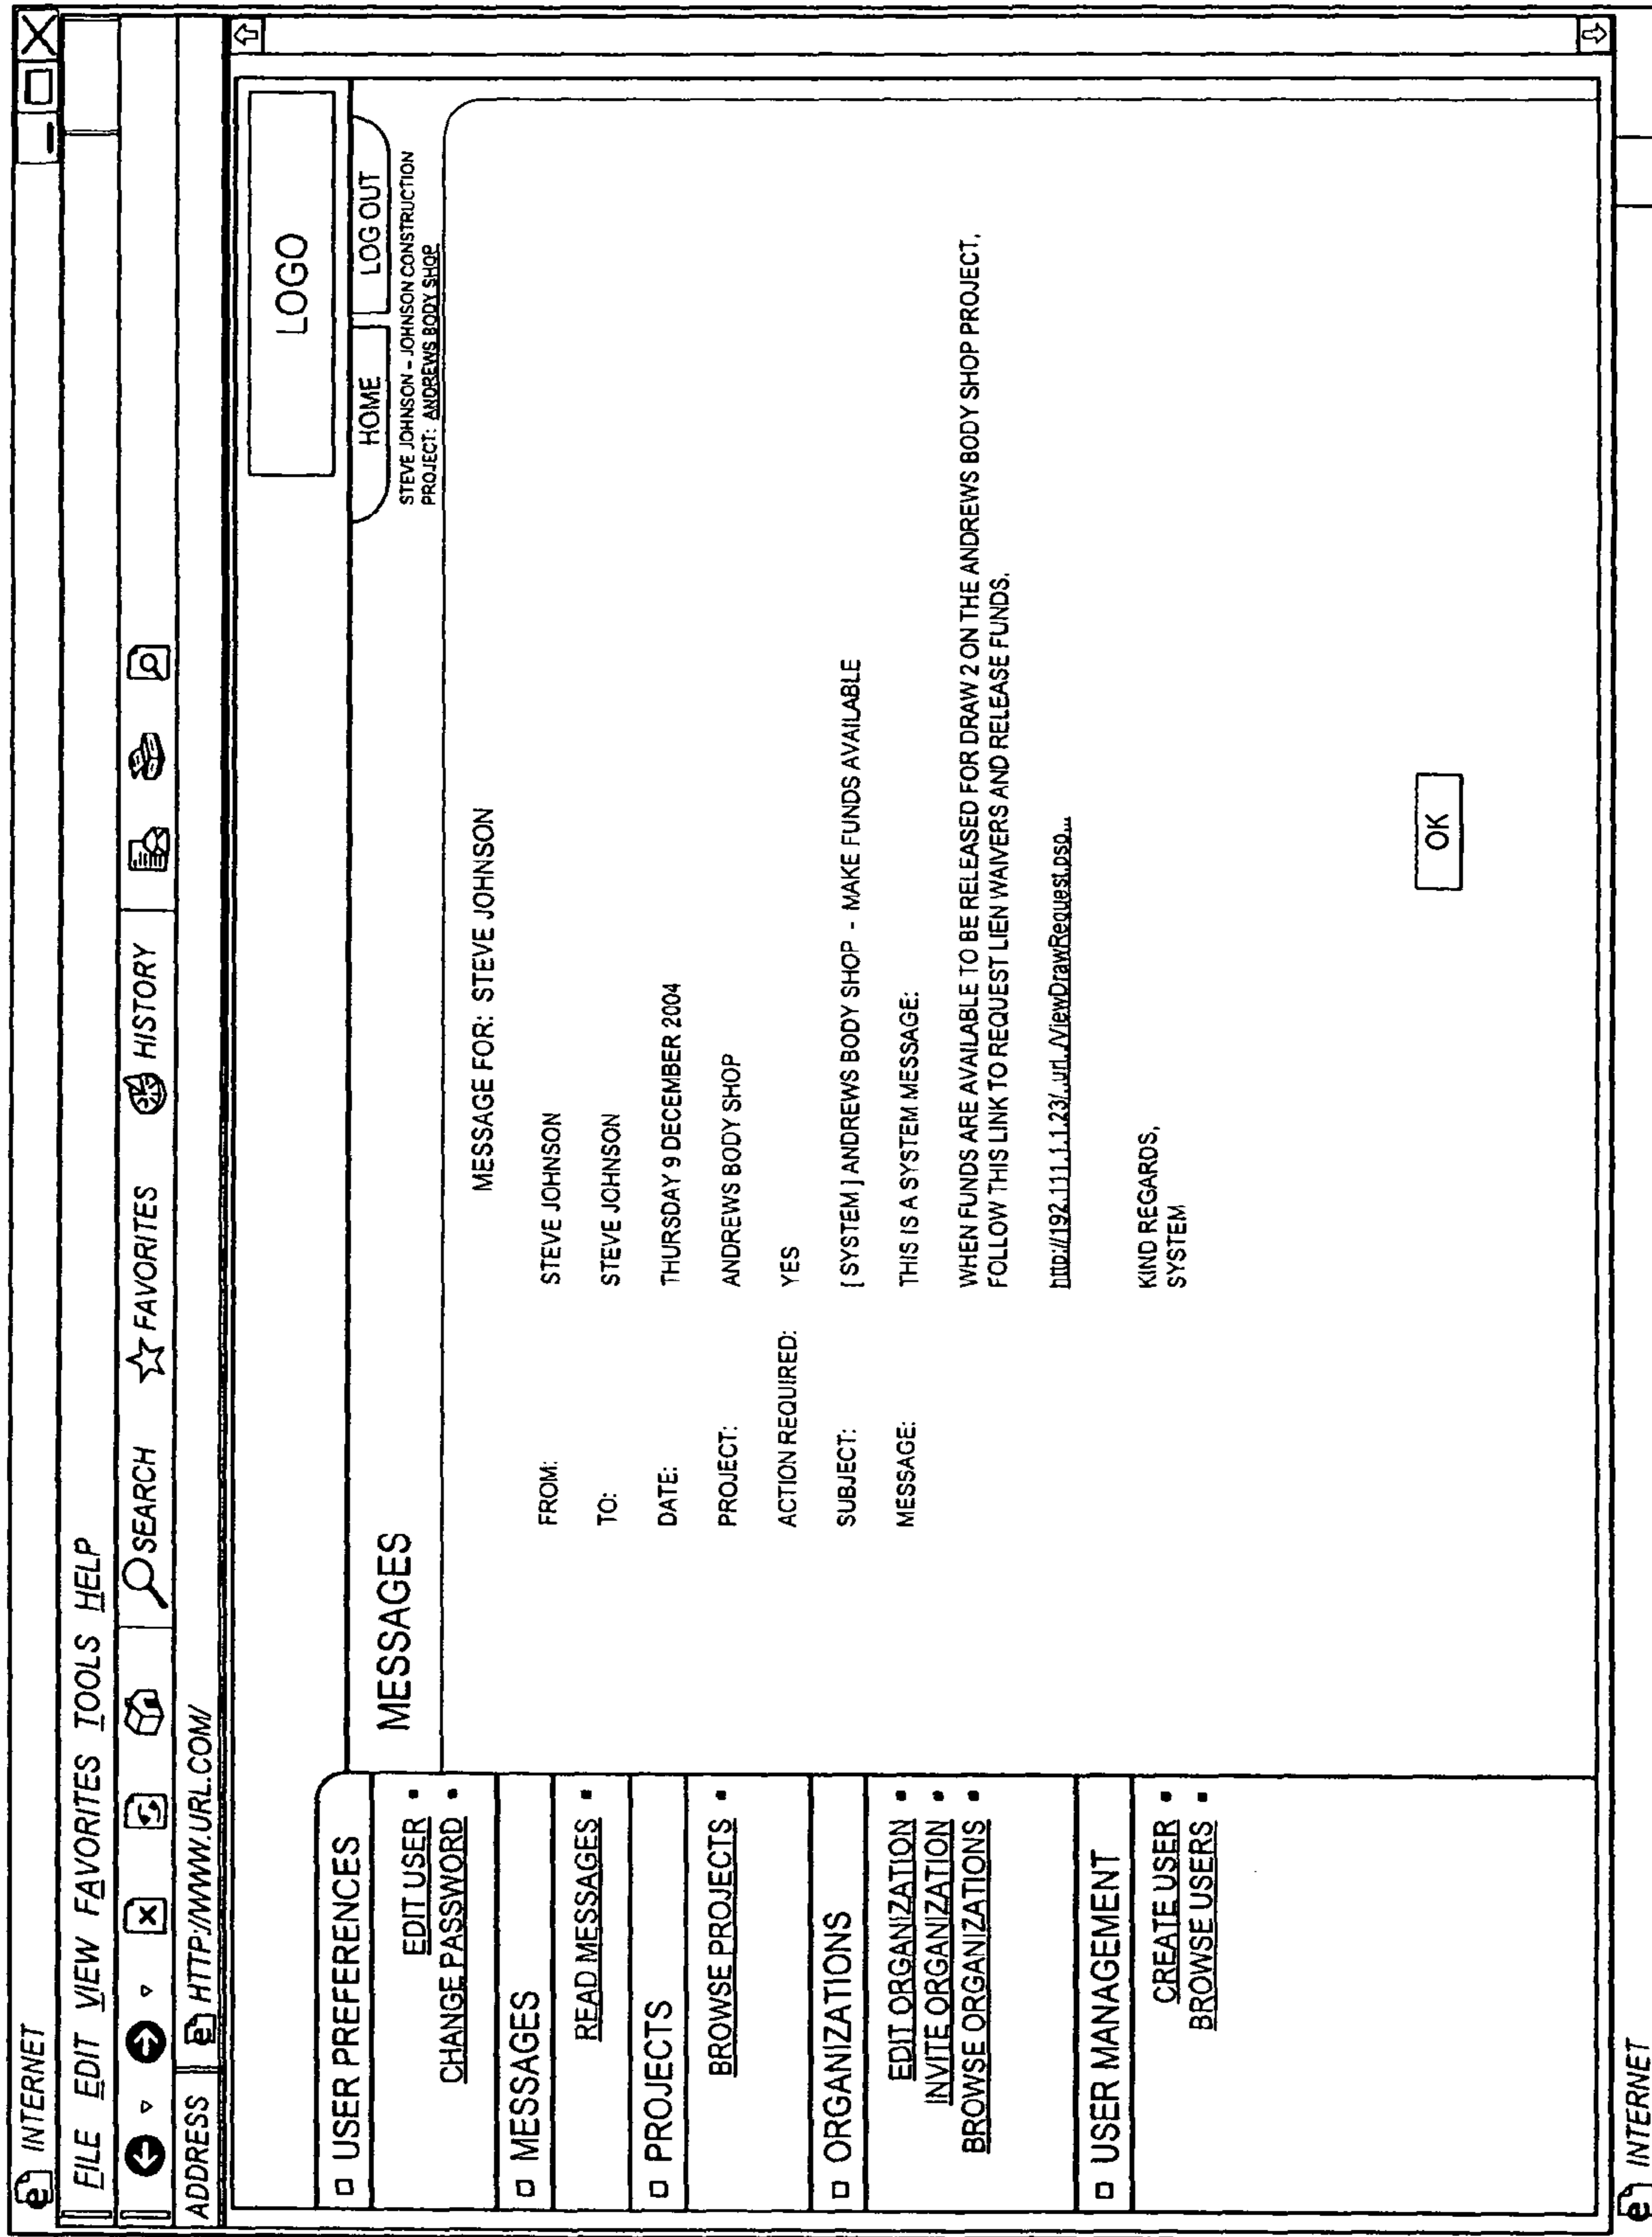 INTERNET
FILE EDIT VIEW FAVORITES TOOLS HELP
SEARCH FAVORITES HISTORY
ADDRESS HTTP://WWW.URL.COM/
LOGO
HOME LOG OUT
STEVE JOHNSON - JOHNSON CONSTRUCTION
PROJECT: ANDREWS BODY SHOP
USER PREFERENCES
EDIT USER
CHANGE PASSWORD
MESSAGES
READ MESSAGES
PROJECTS
BROWSE PROJECTS
ORGANIZATIONS
EDIT ORGANIZATION
INVITE ORGANIZATION
BROWSE ORGANIZATIONS
USER MANAGEMENT
CREATE USER
BROWSE USERS
MESSAGES
MESSAGE FOR: STEVE JOHNSON
FROM: STEVE JOHNSON
TO: STEVE JOHNSON
DATE: THURSDAY 9 DECEMBER 2004
PROJECT: ANDREWS BODY SHOP
ACTION REQUIRED: YES
SUBJECT: [SYSTEM] ANDREWS BODY SHOP - MAKE FUNDS AVAILABLE
MESSAGE: THIS IS A SYSTEM MESSAGE:
WHEN FUNDS ARE AVAILABLE TO BE RELEASED FOR DRAW 2 ON THE ANDREWS BODY SHOP PROJECT,
FOLLOW THIS LINK TO REQUEST LIEN WAIVERS AND RELEASE FUNDS.
http://192.111.1.1.23/..url../ViewDrawRequest.pso...
KIND REGARDS,
SYSTEM
OK
INTERNET